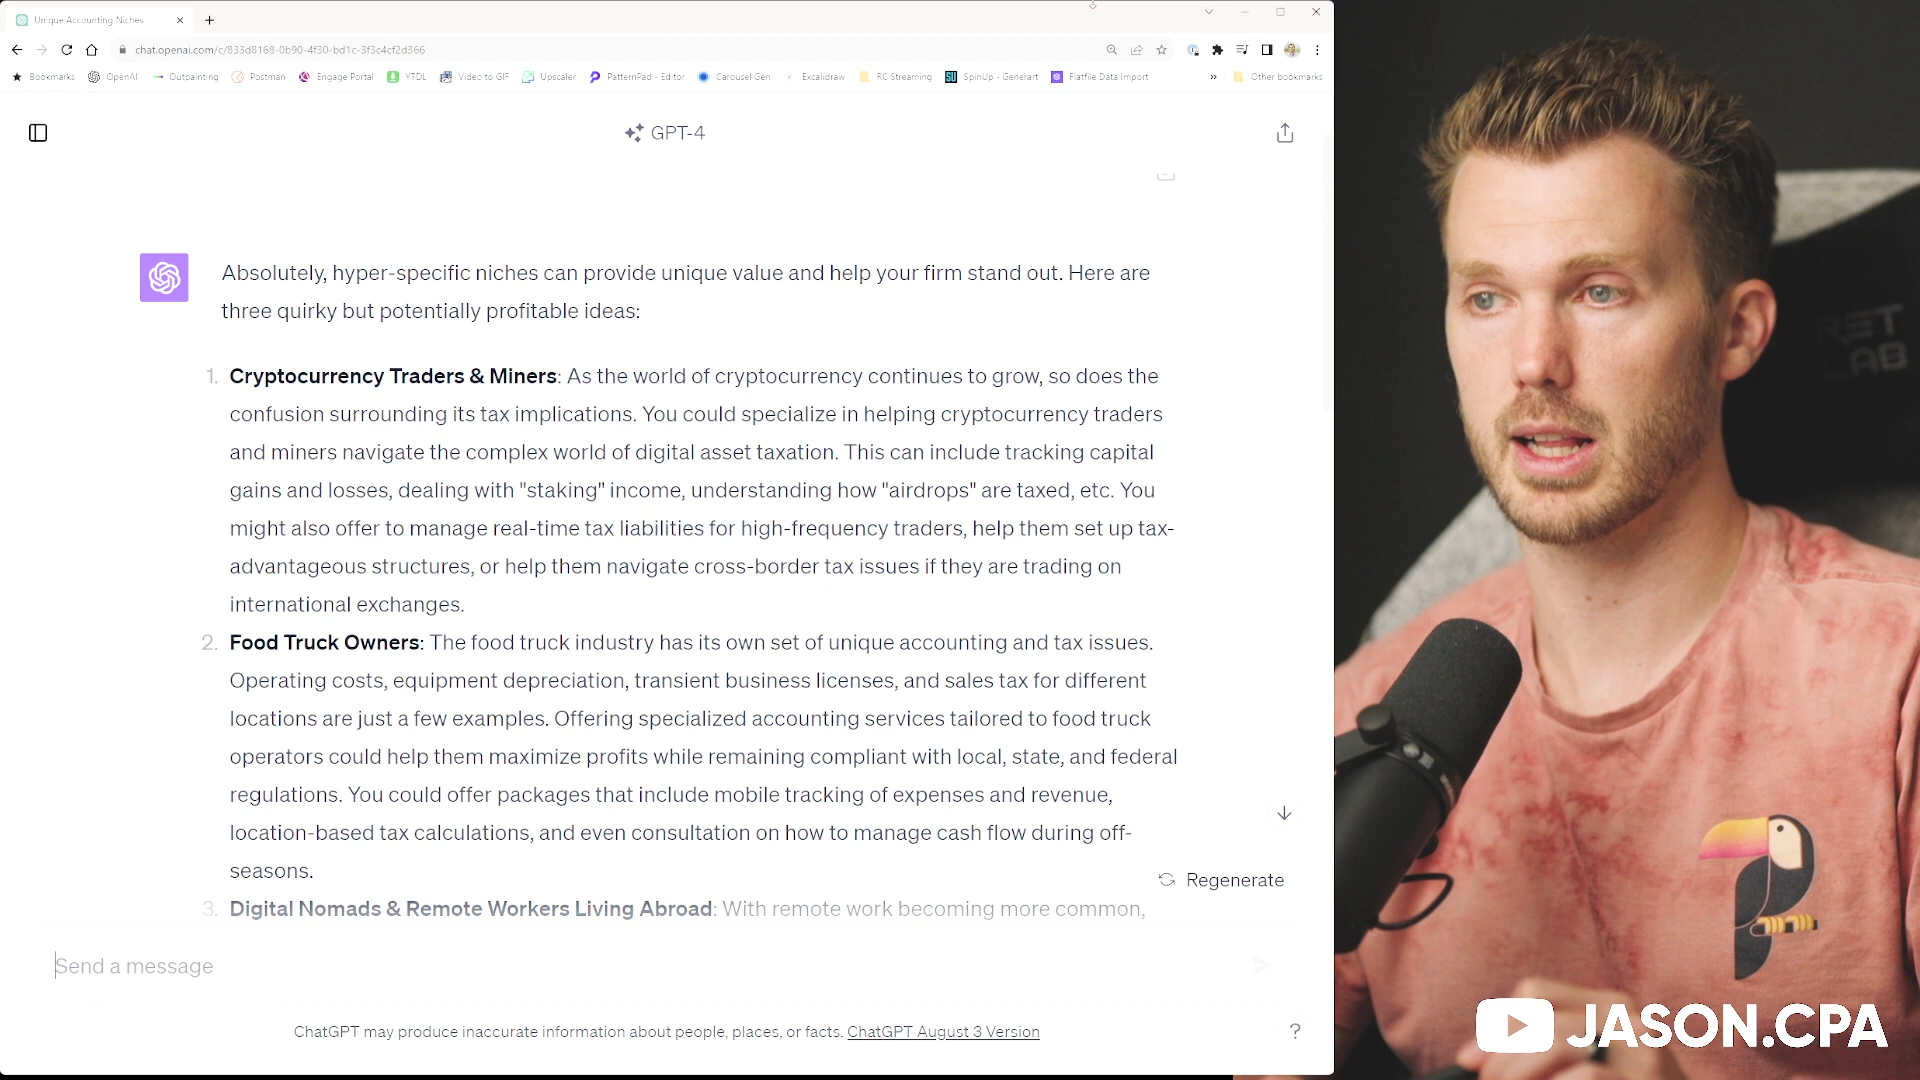 Unique Accounting Niches
chat.openai.com/c/833d8168-0b90-4f30-bd1c-3f3c4cf2d366
Bookmarks OpenAI Outpainting Postman Engage Portal YTDL Video to GIF Upscaler PatternPad - Editor Carousel Gen Excalidraw RC Streaming SpinUp - Generart Flatfile Data Import » Other bookmarks
GPT-4
Absolutely, hyper-specific niches can provide unique value and help your firm stand out. Here are
three quirky but potentially profitable ideas:
1. Cryptocurrency Traders & Miners: As the world of cryptocurrency continues to grow, so does the
confusion surrounding its tax implications. You could specialize in helping cryptocurrency traders
and miners navigate the complex world of digital asset taxation. This can include tracking capital
gains and losses, dealing with "staking" income, understanding how "airdrops" are taxed, etc. You
might also offer to manage real-time tax liabilities for high-frequency traders, help them set up tax-
advantageous structures, or help them navigate cross-border tax issues if they are trading on
international exchanges.
2. Food Truck Owners: The food truck industry has its own set of unique accounting and tax issues.
Operating costs, equipment depreciation, transient business licenses, and sales tax for different
locations are just a few examples. Offering specialized accounting services tailored to food truck
operators could help them maximize profits while remaining compliant with local, state, and federal
regulations. You could offer packages that include mobile tracking of expenses and revenue,
location-based tax calculations, and even consultation on how to manage cash flow during off-
seasons.
Regenerate
3. Digital Nomads & Remote Workers Living Abroad: With remote work becoming more common,
Send a message
ChatGPT may produce inaccurate information about people, places, or facts. ChatGPT August 3 Version
?
LAB
JASON.CPA